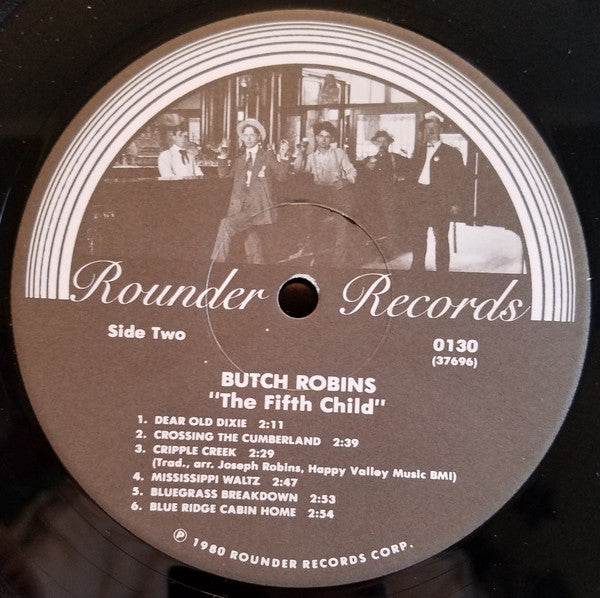 Rounder Records
Side Two
0130
(37696)
BUTCH ROBINS
"The Fifth Child"
1. DEAR OLD DIXIE 2:11
2. CROSSING THE CUMBERLAND 2:39
3. CRIPPLE CREEK 2:29
(Trad., arr. Joseph Robins, Happy Valley Music BMI)
4. MISSISSIPPI WALTZ 2:47
5. BLUEGRASS BREAKDOWN 2:53
6. BLUE RIDGE CABIN HOME 2:54
℗ 1980 ROUNDER RECORDS CORP.